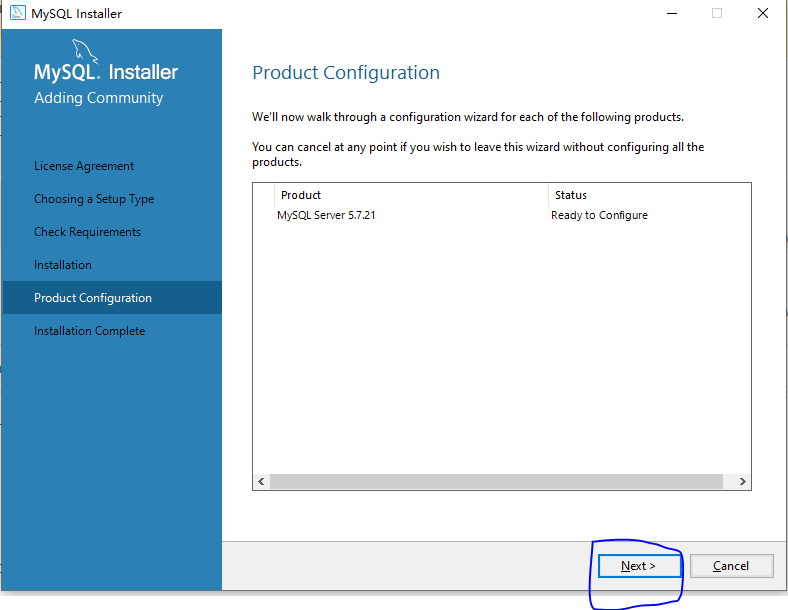 MySQL Installer
MySQL. Installer
Adding Community
License Agreement
Choosing a Setup Type
Check Requirements
Installation
Product Configuration
Installation Complete
Product Configuration
We'll now walk through a configuration wizard for each of the following products.
You can cancel at any point if you wish to leave this wizard without configuring all the
products.
Product Status
MySQL Server 5.7.21 Ready to Configure
Next > Cancel